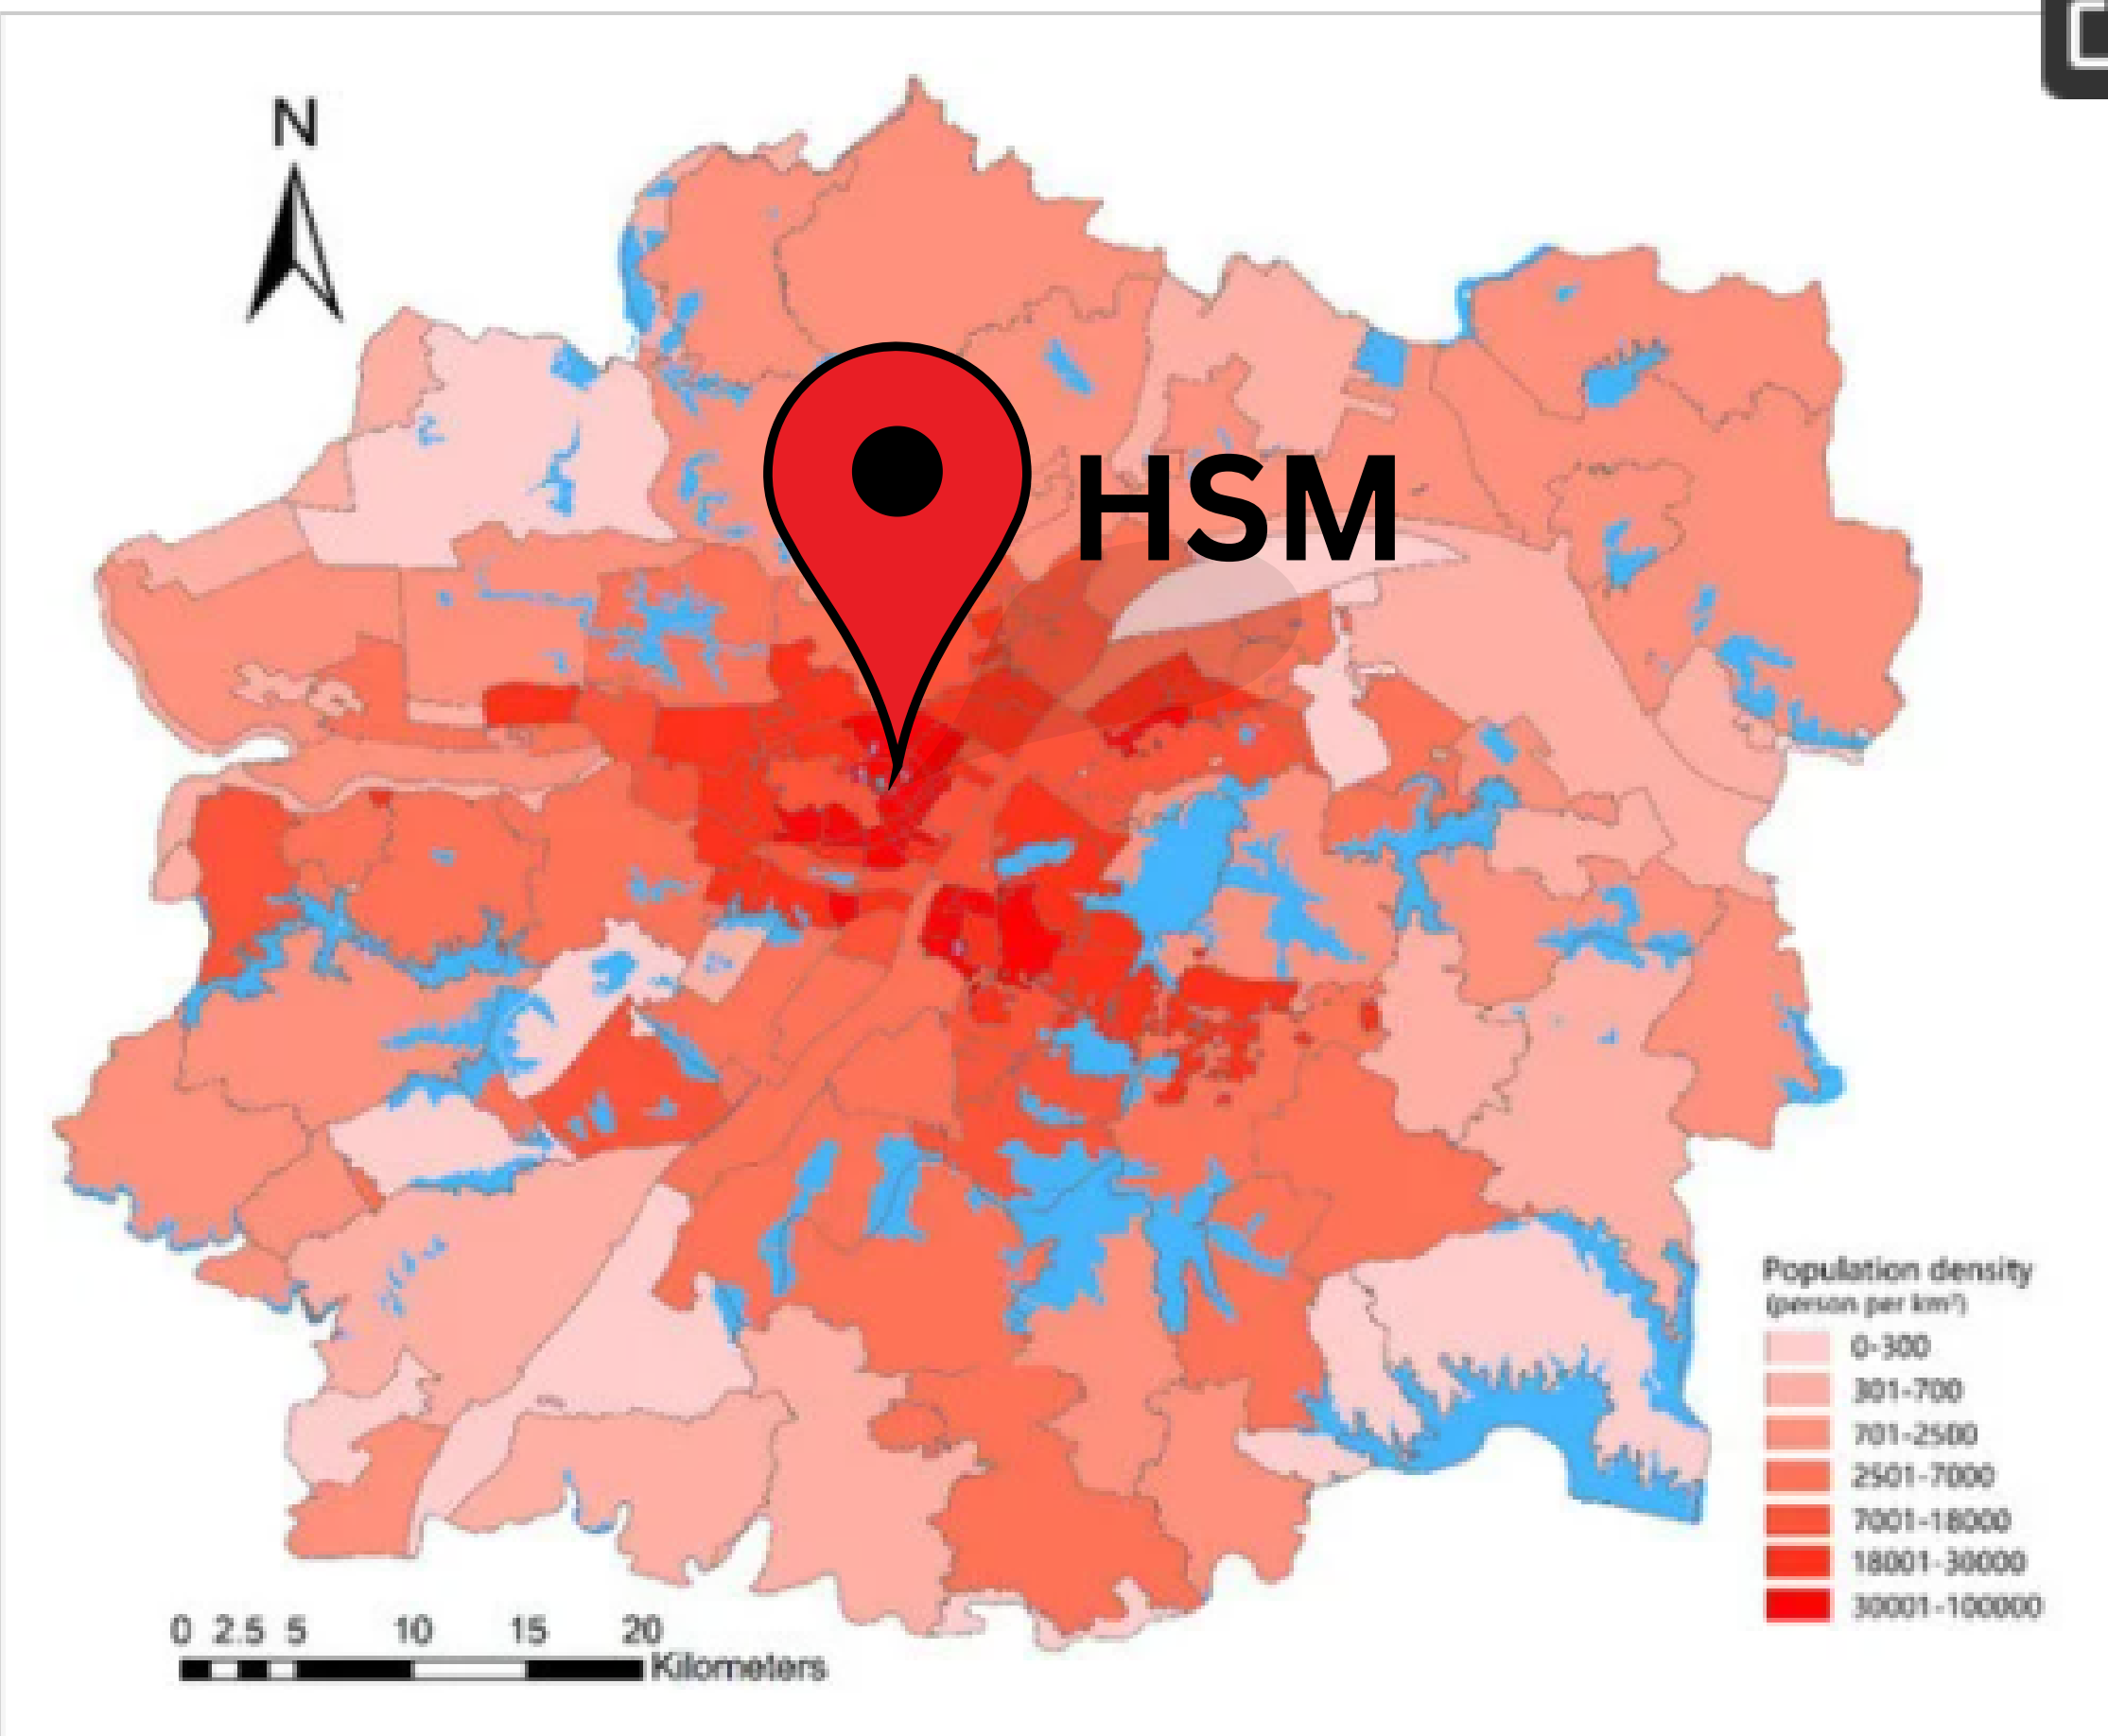 N
HSM
Population density
(person per km²)
0-300
301-700
701-2500
2501-7000
7001-18000
18001-30000
30001-100000
0 2.5 5 10 15 20
Kilometers